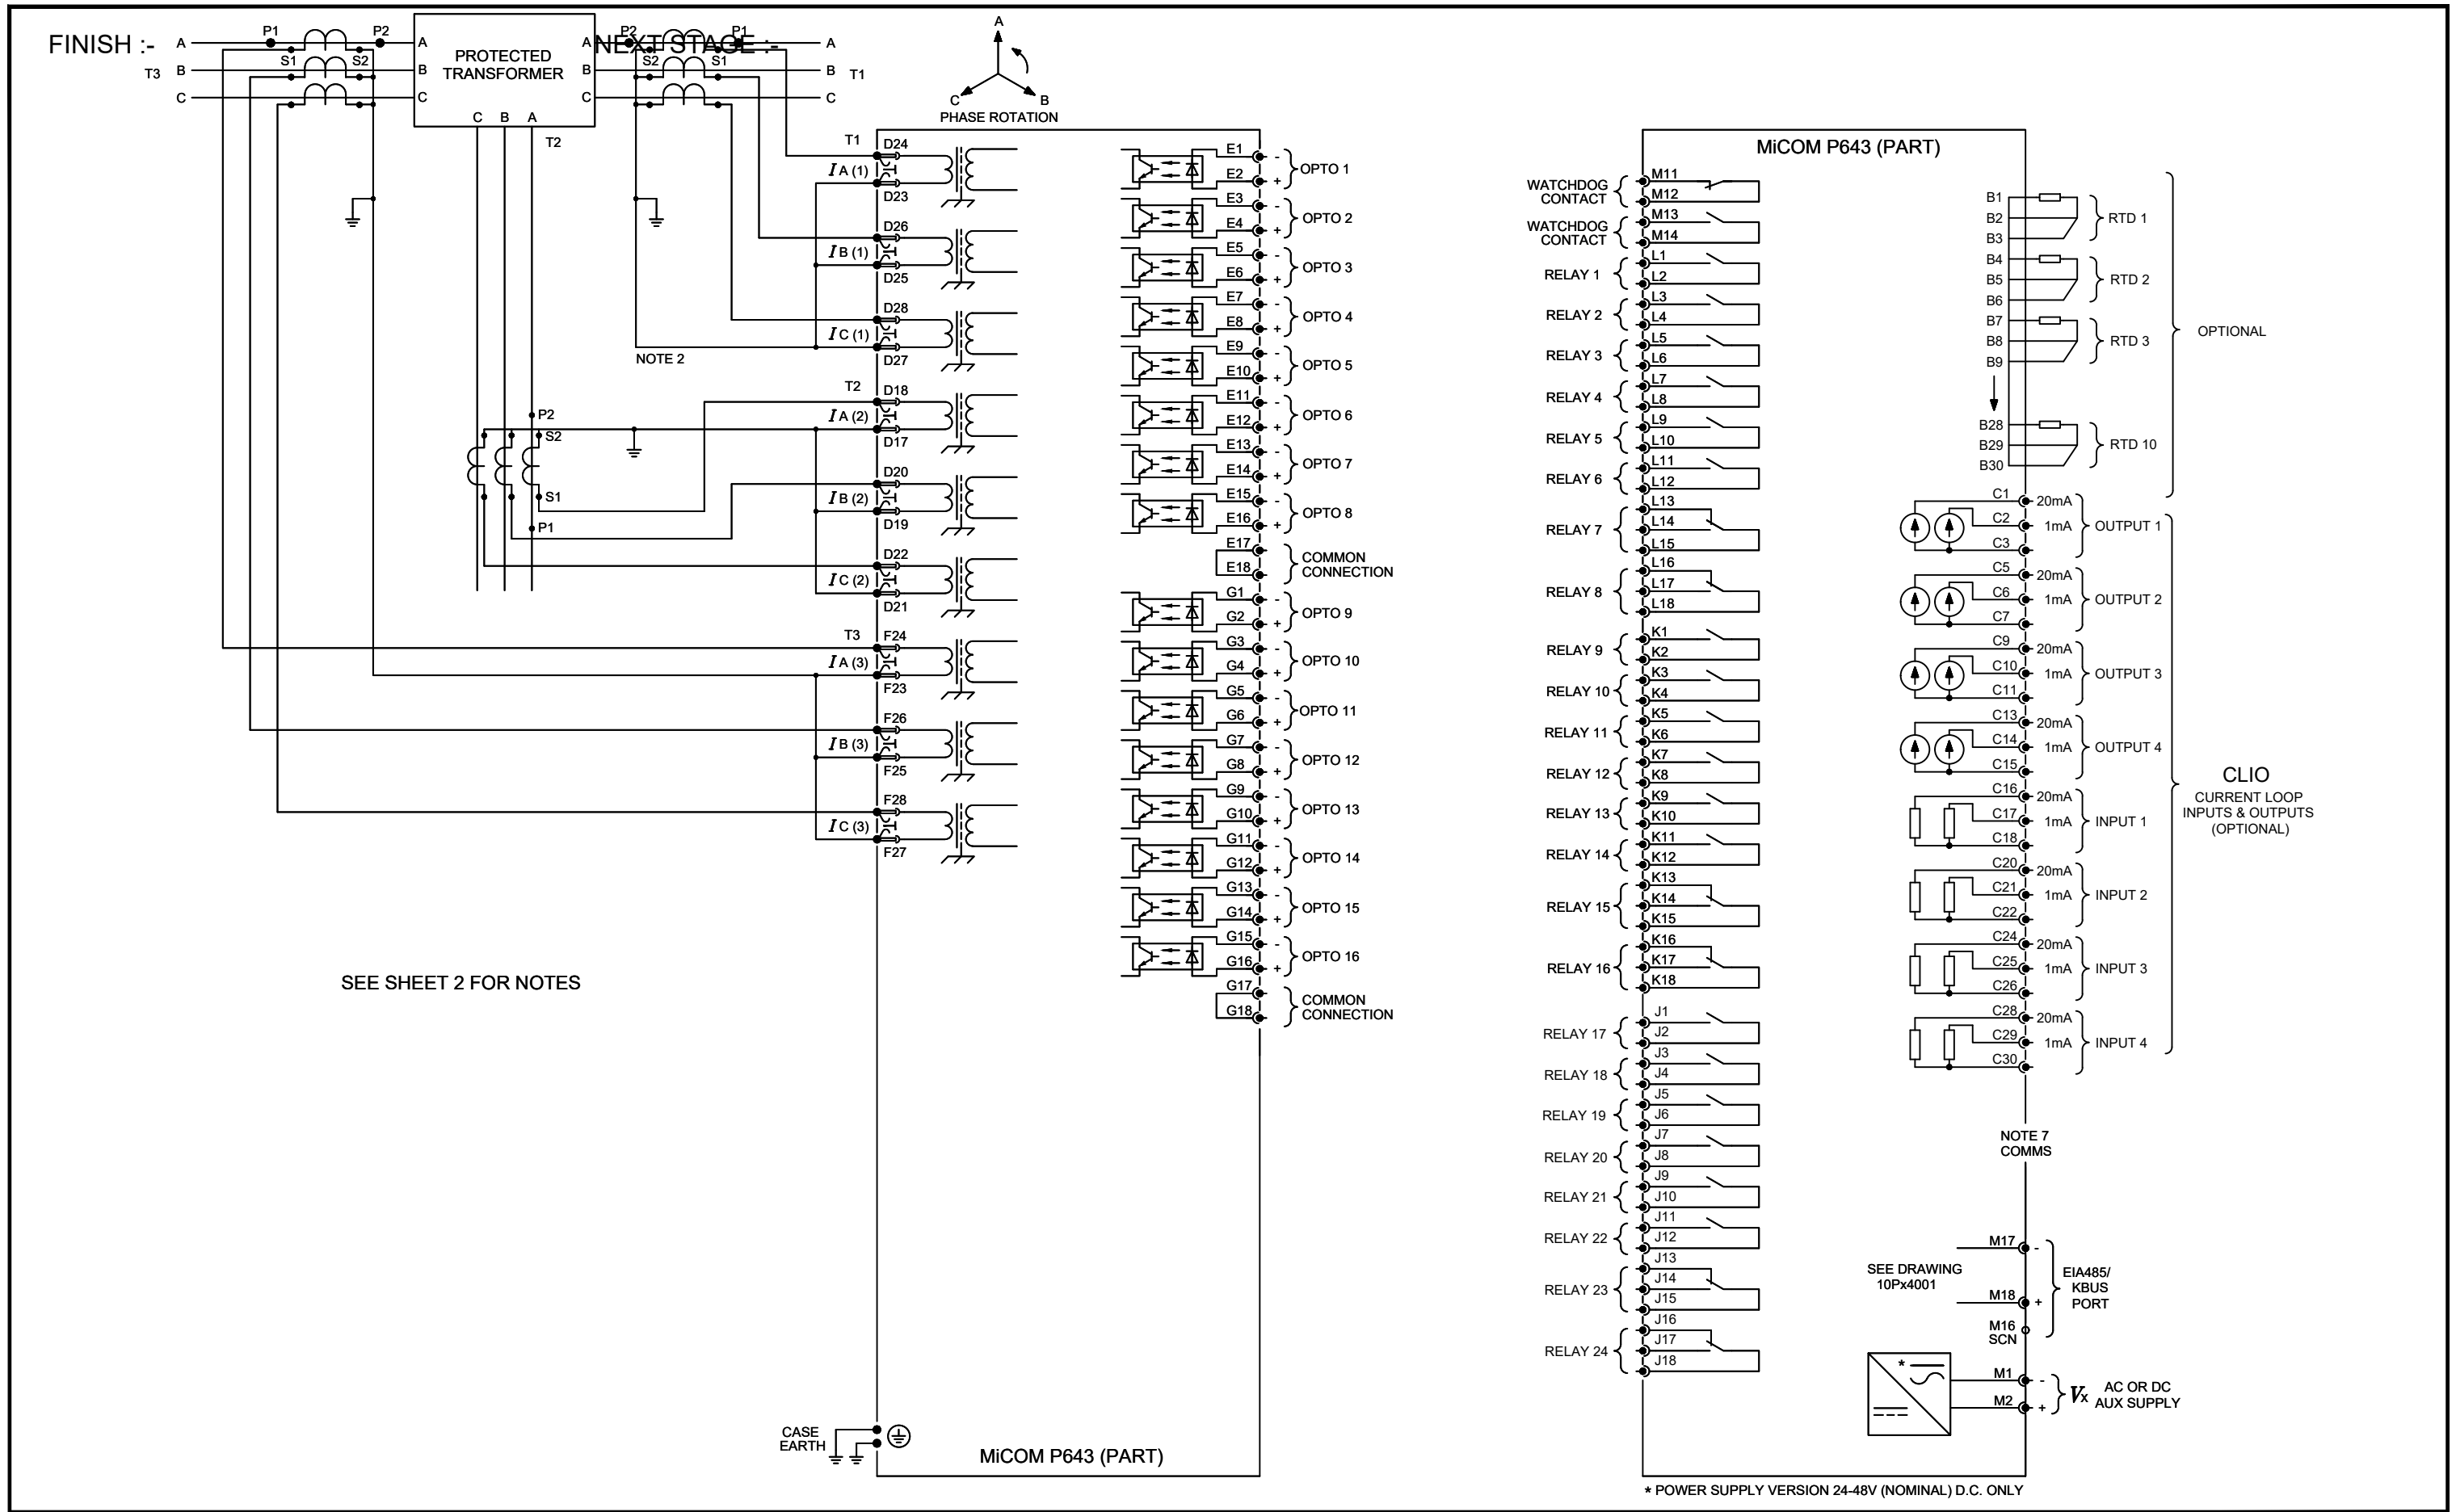 FINISH :-
NEXT STAGE :-
A
P1
P2
A
PROTECTED
TRANSFORMER
A
P2
P1
A
S1
S2
S2
S1
T3
B
B
B
B
T1
C
C
C
C
C
B
A
T2
A
C
B
PHASE ROTATION
T1
D24
IA (1)
D23
D26
IB (1)
D25
D28
IC (1)
D27
NOTE 2
T2
D18
IA (2)
D17
D20
IB (2)
D19
D22
IC (2)
D21
P2
S2
S1
P1
T3
F24
IA (3)
F23
F26
IB (3)
F25
F28
IC (3)
F27
SEE SHEET 2 FOR NOTES
CASE
EARTH
MiCOM P643 (PART)
E1 -
E2 +
OPTO 1
E3 -
E4 +
OPTO 2
E5 -
E6 +
OPTO 3
E7 -
E8 +
OPTO 4
E9 -
E10 +
OPTO 5
E11 -
E12 +
OPTO 6
E13 -
E14 +
OPTO 7
E15 -
E16 +
OPTO 8
E17
E18
COMMON
CONNECTION
G1 -
G2 +
OPTO 9
G3 -
G4 +
OPTO 10
G5 -
G6 +
OPTO 11
G7 -
G8 +
OPTO 12
G9 -
G10 +
OPTO 13
G11 -
G12 +
OPTO 14
G13 -
G14 +
OPTO 15
G15 -
G16 +
OPTO 16
G17
G18
COMMON
CONNECTION
MiCOM P643 (PART)
WATCHDOG
CONTACT
M11
M12
WATCHDOG
CONTACT
M13
M14
RELAY 1
L1
L2
RELAY 2
L3
L4
RELAY 3
L5
L6
RELAY 4
L7
L8
RELAY 5
L9
L10
RELAY 6
L11
L12
RELAY 7
L13
L14
L15
RELAY 8
L16
L17
L18
RELAY 9
K1
K2
RELAY 10
K3
K4
RELAY 11
K5
K6
RELAY 12
K7
K8
RELAY 13
K9
K10
RELAY 14
K11
K12
RELAY 15
K13
K14
K15
RELAY 16
K16
K17
K18
RELAY 17
J1
J2
RELAY 18
J3
J4
RELAY 19
J5
J6
RELAY 20
J7
J8
RELAY 21
J9
J10
RELAY 22
J11
J12
RELAY 23
J13
J14
J15
RELAY 24
J16
J17
J18
B1
B2
B3
RTD 1
B4
B5
B6
RTD 2
B7
B8
B9
RTD 3
B28
B29
B30
RTD 10
OPTIONAL
C1 20mA
C2 1mA
C3
OUTPUT 1
C5 20mA
C6 1mA
C7
OUTPUT 2
C9 20mA
C10 1mA
C11
OUTPUT 3
C13 20mA
C14 1mA
C15
OUTPUT 4
C16 20mA
C17 1mA
C18
INPUT 1
C20 20mA
C21 1mA
C22
INPUT 2
C24 20mA
C25 1mA
C26
INPUT 3
C28 20mA
C29 1mA
C30
INPUT 4
CLIO
CURRENT LOOP
INPUTS & OUTPUTS
(OPTIONAL)
NOTE 7
COMMS
SEE DRAWING
10Px4001
M17 -
M18 +
M16
SCN
EIA485/
KBUS
PORT
*
M1 -
M2 +
Vx
AC OR DC
AUX SUPPLY
* POWER SUPPLY VERSION 24-48V (NOMINAL) D.C. ONLY